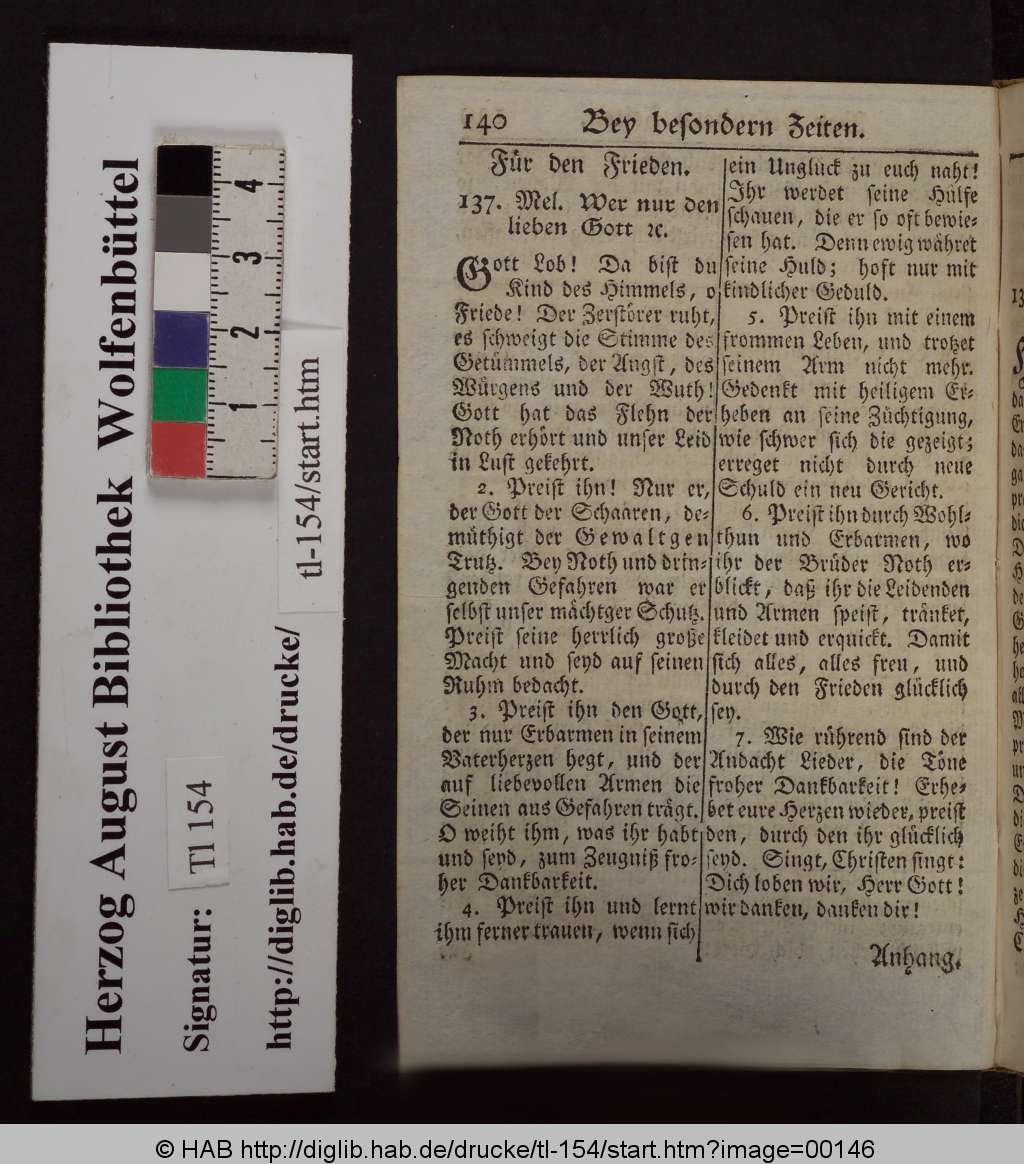 Herzog August Bibliothek Wolfenbüttel
Signatur: Tl 154
http://diglib.hab.de/drucke/ tl-154/start.htm
1 2 3 4
140 Bey besondern Zeiten.
Für den Frieden.
137. Mel. Wer nur den
lieben Gott ꝛc.
Gott Lob! Da bist du
Kind des Himmels, o
Friede! Der Zerstörer ruht,
es schweigt die Stimme des
Getümmels, der Angst, des
Würgens und der Wuth!
Gott hat das Flehn der
Noth erhört und unser Leid
in Lust gekehrt.
2. Preist ihn! Nur er,
der Gott der Schaaren, de-
müthigt der Gewaltgen
Trutz. Bey Noth und drin-
genden Gefahren war er
selbst unser mächtger Schutz.
Preist seine herrlich große
Macht und seyd auf seinen
Ruhm bedacht.
3. Preist ihn den Gott,
der nur Erbarmen in seinem
Vaterherzen hegt, und der
auf liebevollen Armen die
Seinen aus Gefahren trägt.
O weiht ihm, was ihr habt
und seyd, zum Zeugniß fro-
her Dankbarkeit.
4. Preist ihn und lernt
ihm ferner trauen, wenn sich
ein Unglück zu euch naht!
Ihr werdet seine Hülfe
schauen, die er so oft bewie-
sen hat. Denn ewig währet
seine Huld; hoft nur mit
kindlicher Geduld.
5. Preist ihn mit einem
frommen Leben, und trotzet
seinem Arm nicht mehr.
Gedenkt mit heiligem Er-
heben an seine Züchtigung,
wie schwer sich die gezeigt;
erreget nicht durch neue
Schuld ein neu Gericht.
6. Preist ihn durch Wohl-
thun und Erbarmen, wo
ihr der Brüder Noth er-
blickt, daß ihr die Leidenden
und Armen speist, tränket,
kleidet und erquickt. Damit
sich alles, alles freu, und
durch den Frieden glücklich
sey.
7. Wie rührend sind der
Andacht Lieder, die Töne
froher Dankbarkeit! Erhe-
bet eure Herzen wieder, preist
den, durch den ihr glücklich
seyd. Singt, Christen singt:
Dich loben wir, Herr Gott!
wir danken, danken dir!
Anhang.
© HAB http://diglib.hab.de/drucke/tl-154/start.htm?image=00146